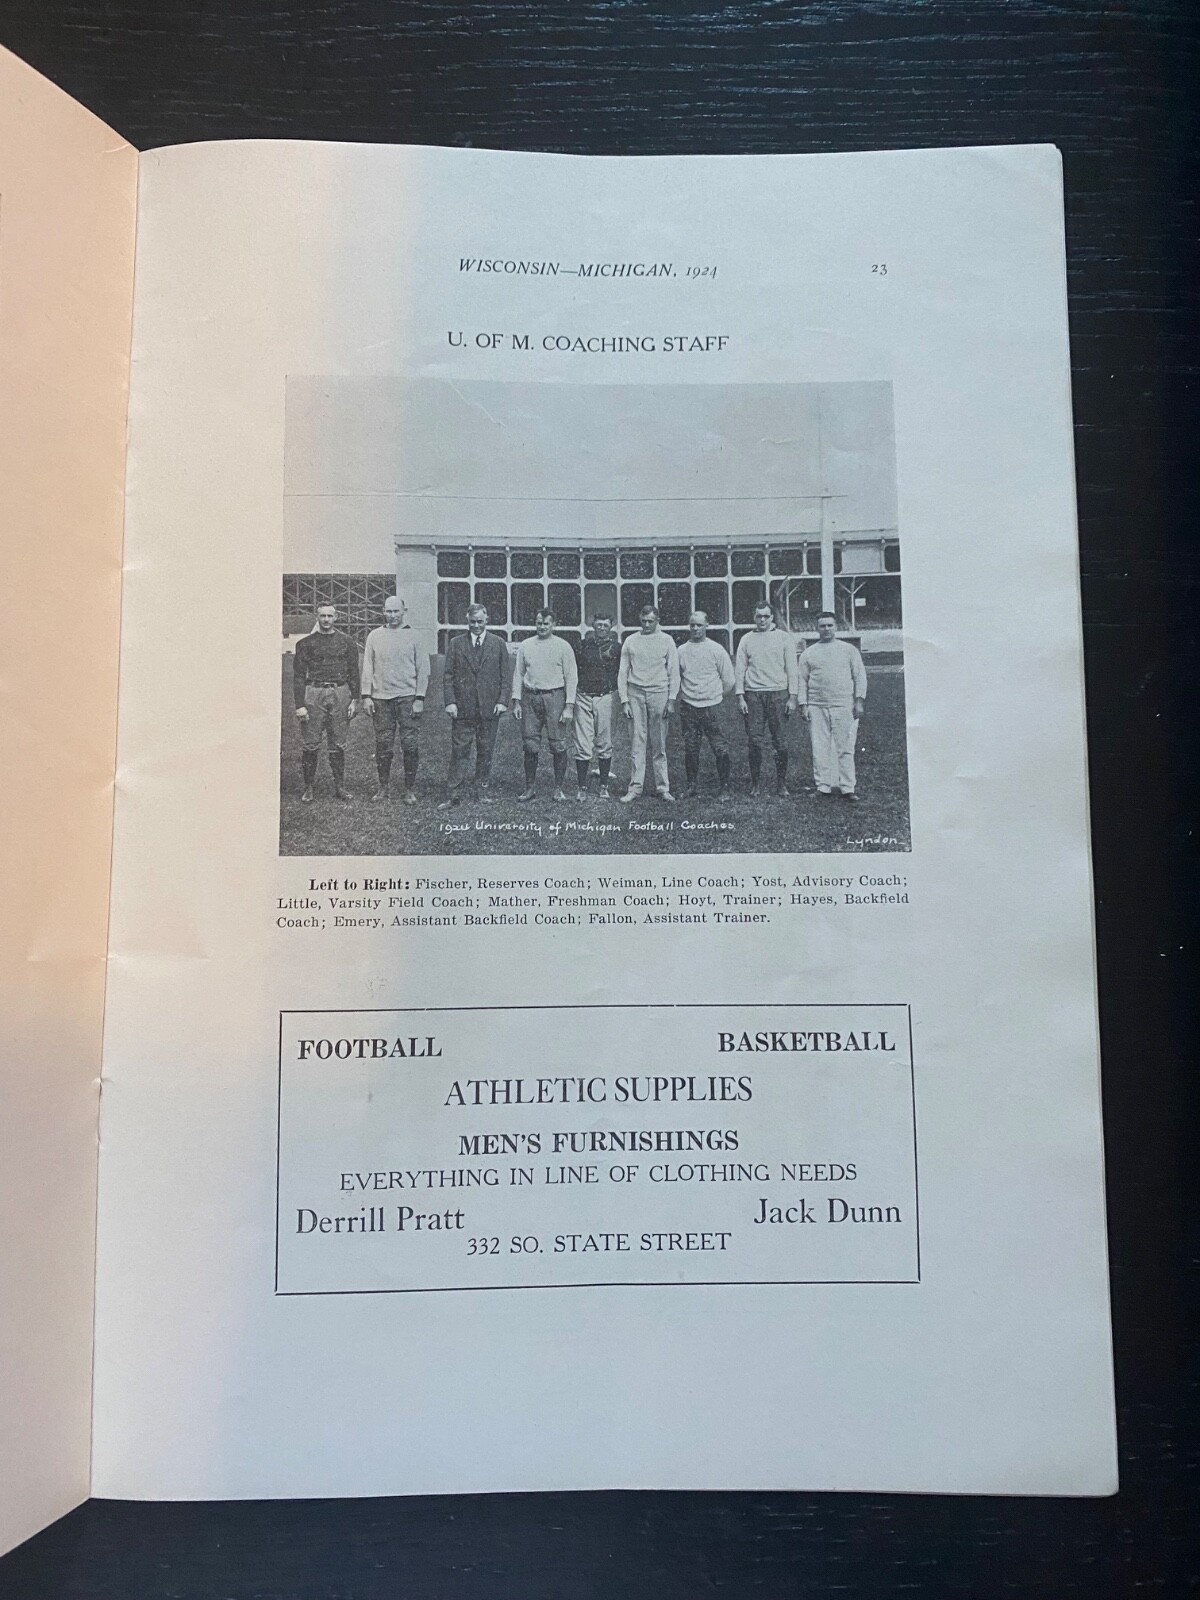 WISCONSIN—MICHIGAN, 1924 23
U. OF M. COACHING STAFF
1924 University of Michigan Football Coaches
Lyndon
Left to Right: Fischer, Reserves Coach; Weiman, Line Coach; Yost, Advisory Coach;
Little, Varsity Field Coach; Mather, Freshman Coach; Hoyt, Trainer; Hayes, Backfield
Coach; Emery, Assistant Backfield Coach; Fallon, Assistant Trainer.
FOOTBALL BASKETBALL
ATHLETIC SUPPLIES
MEN'S FURNISHINGS
EVERYTHING IN LINE OF CLOTHING NEEDS
Derrill Pratt Jack Dunn
332 SO. STATE STREET